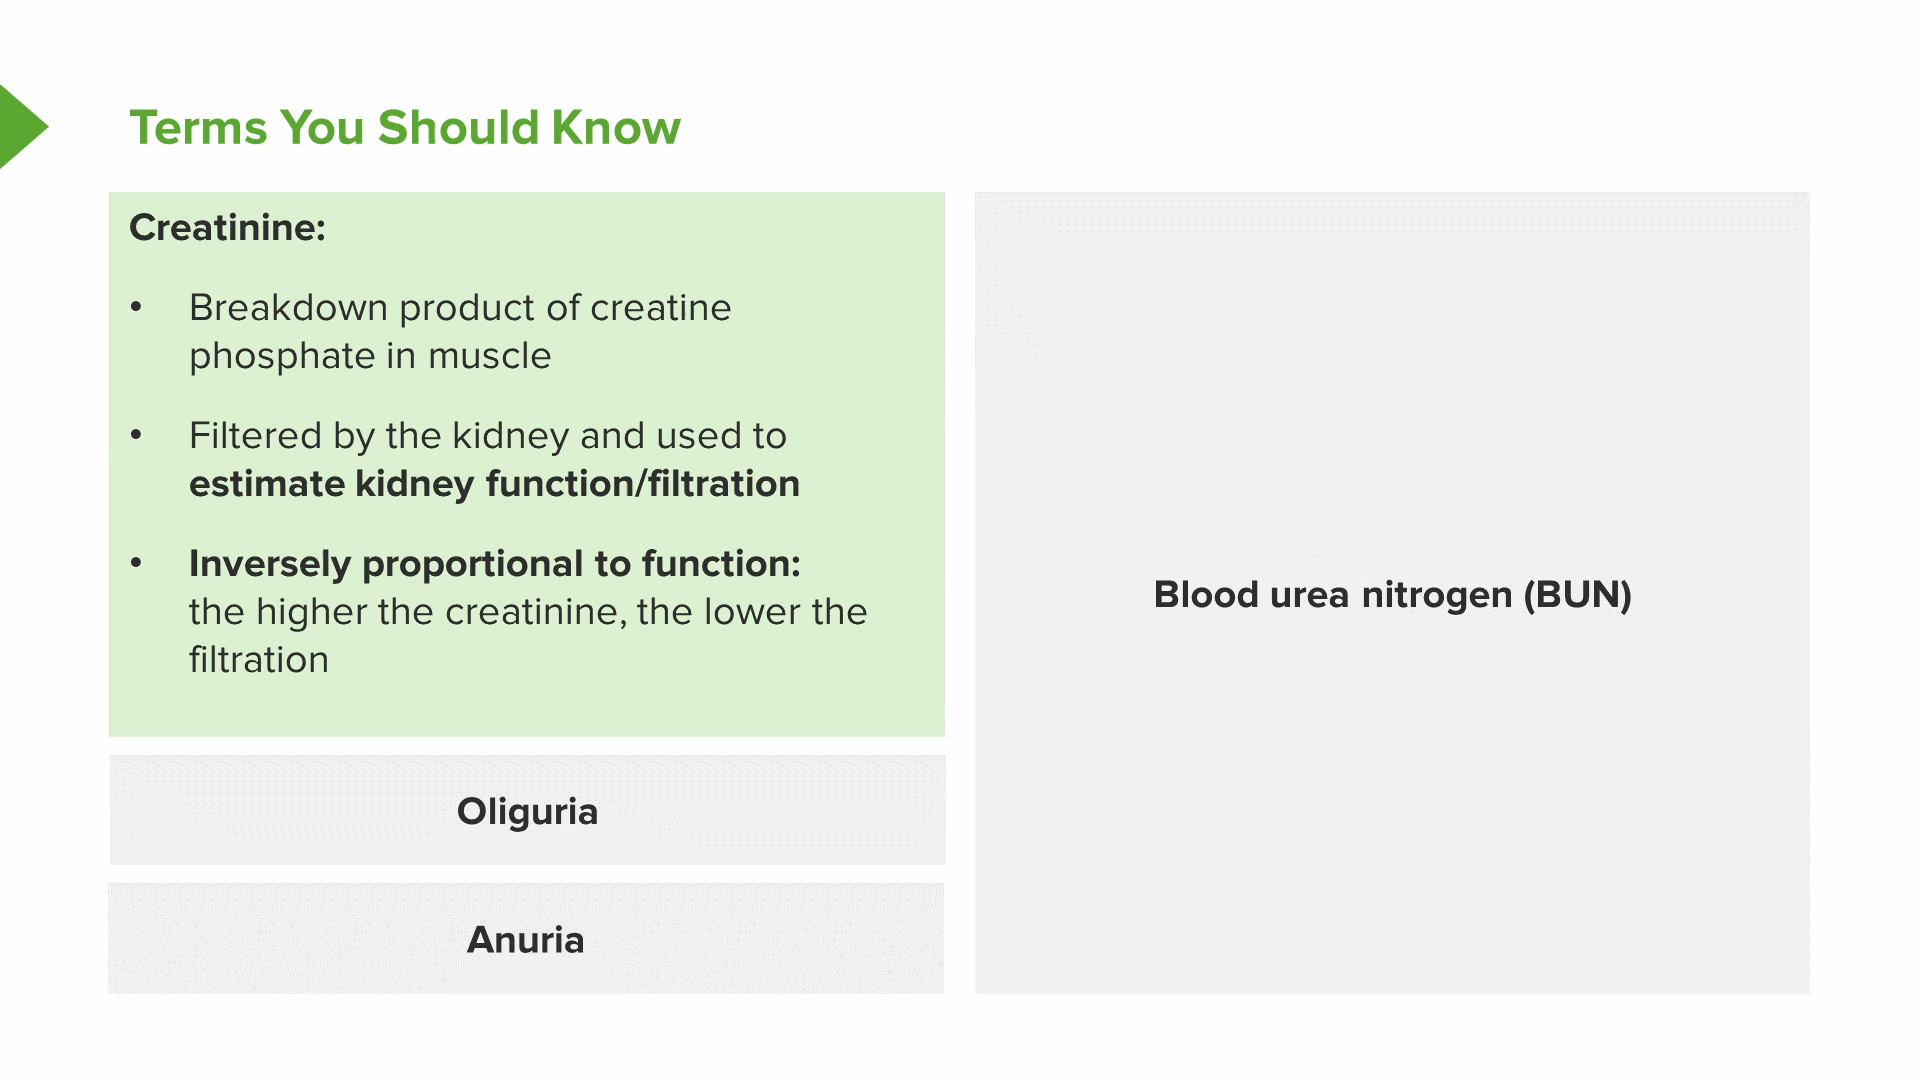 Terms You Should Know
Creatinine:
• Breakdown product of creatine
phosphate in muscle
• Filtered by the kidney and used to
estimate kidney function/filtration
• Inversely proportional to function:
the higher the creatinine, the lower the
filtration
Oliguria
Anuria
Blood urea nitrogen (BUN)